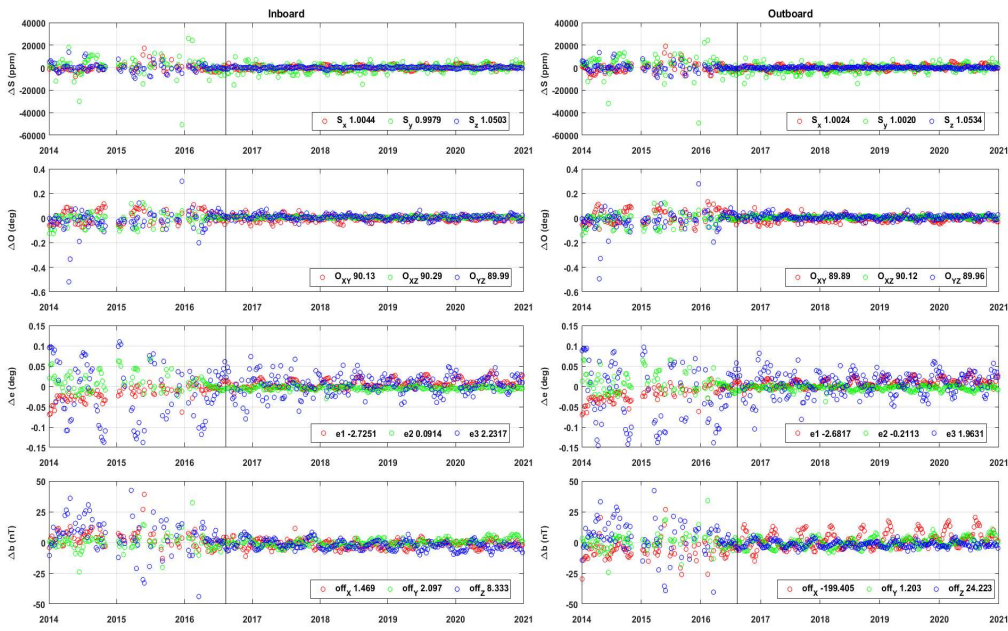 Inboard
Outboard
40000
20000
0
-20000
-40000
-60000
△S (ppm)
S_x 1.0044 S_y 0.9979 S_z 1.0503
2014 2015 2016 2017 2018 2019 2020 2021
40000
20000
0
-20000
-40000
-60000
△S (ppm)
S_x 1.0024 S_y 1.0020 S_z 1.0534
2014 2015 2016 2017 2018 2019 2020 2021
0.4
0.2
0
-0.2
-0.4
-0.6
△O (deg)
O_XY 90.13 O_XZ 90.29 O_YZ 89.99
2014 2015 2016 2017 2018 2019 2020 2021
0.4
0.2
0
-0.2
-0.4
-0.6
△O (deg)
O_XY 89.89 O_XZ 90.12 O_YZ 89.96
2014 2015 2016 2017 2018 2019 2020 2021
0.15
0.1
0.05
0
-0.05
-0.1
-0.15
△e (deg)
e1 -2.7251 e2 0.0914 e3 2.2317
2014 2015 2016 2017 2018 2019 2020 2021
0.15
0.1
0.05
0
-0.05
-0.1
-0.15
△e (deg)
e1 -2.6817 e2 -0.2113 e3 1.9631
2014 2015 2016 2017 2018 2019 2020 2021
50
25
0
-25
-50
△b (nT)
off_X 1.469 off_Y 2.097 off_Z 8.333
2014 2015 2016 2017 2018 2019 2020 2021
50
25
0
-25
-50
△b (nT)
off_X -199.405 off_Y 1.203 off_Z 24.223
2014 2015 2016 2017 2018 2019 2020 2021